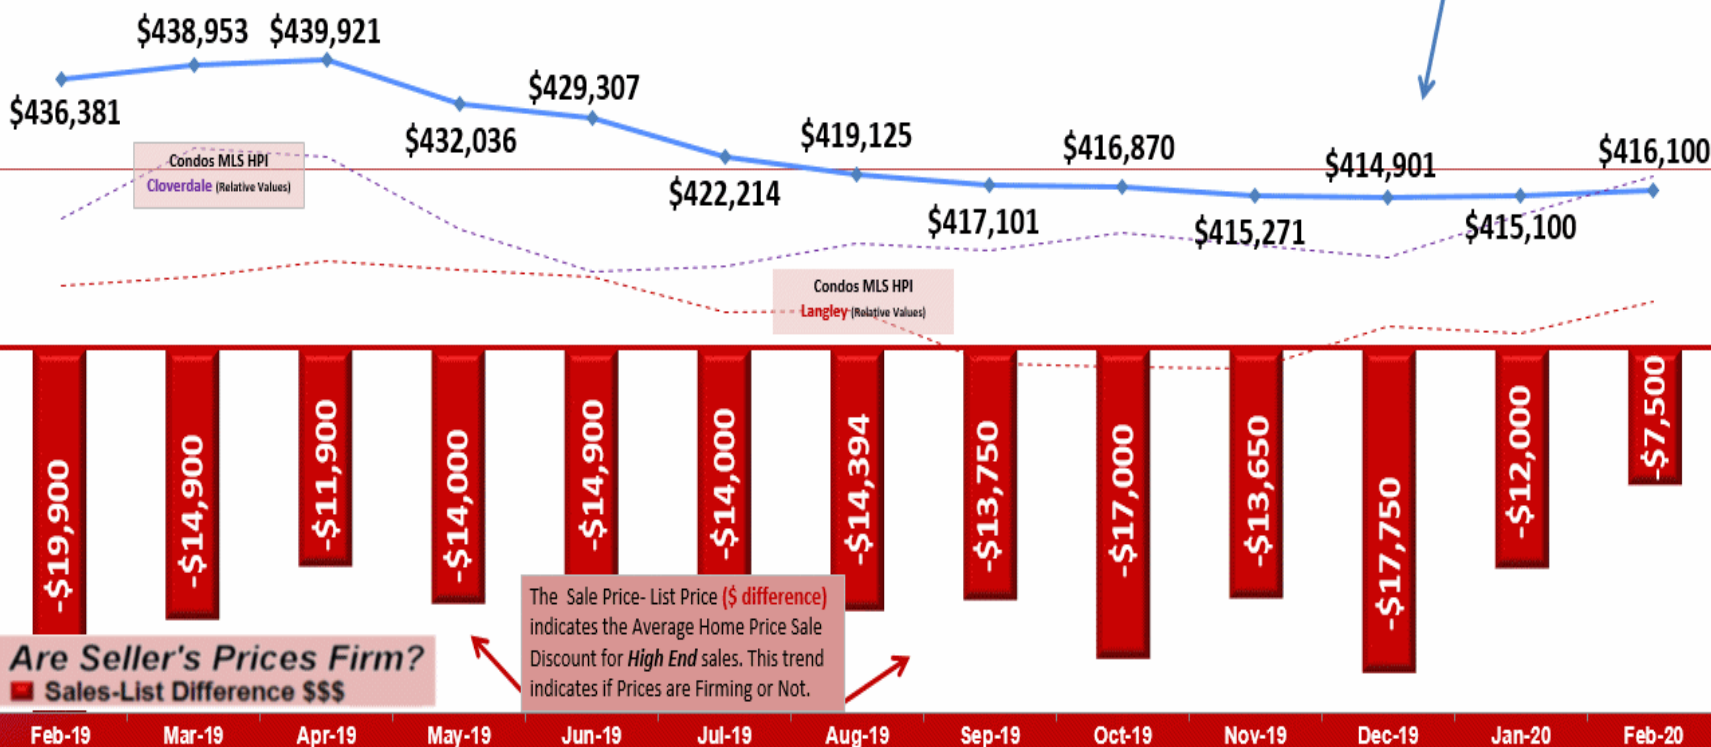 $438,953 $439,921
$436,381
$432,036
$429,307
$422,214
$419,125
$417,101
$416,870
$415,271
$414,901
$415,100
$416,100
Condos MLS HPI
Cloverdale (Relative Values)
Condos MLS HPI
Langley (Relative Values)
-$19,900
-$14,900
-$11,900
-$14,000
-$14,900
-$14,000
-$14,394
-$13,750
-$17,000
-$13,650
-$17,750
-$12,000
-$7,500
The Sale Price- List Price ($ difference)
indicates the Average Home Price Sale
Discount for High End sales. This trend
indicates if Prices are Firming or Not.
Are Seller's Prices Firm?
Sales-List Difference $$$
Feb-19 Mar-19 Apr-19 May-19 Jun-19 Jul-19 Aug-19 Sep-19 Oct-19 Nov-19 Dec-19 Jan-20 Feb-20